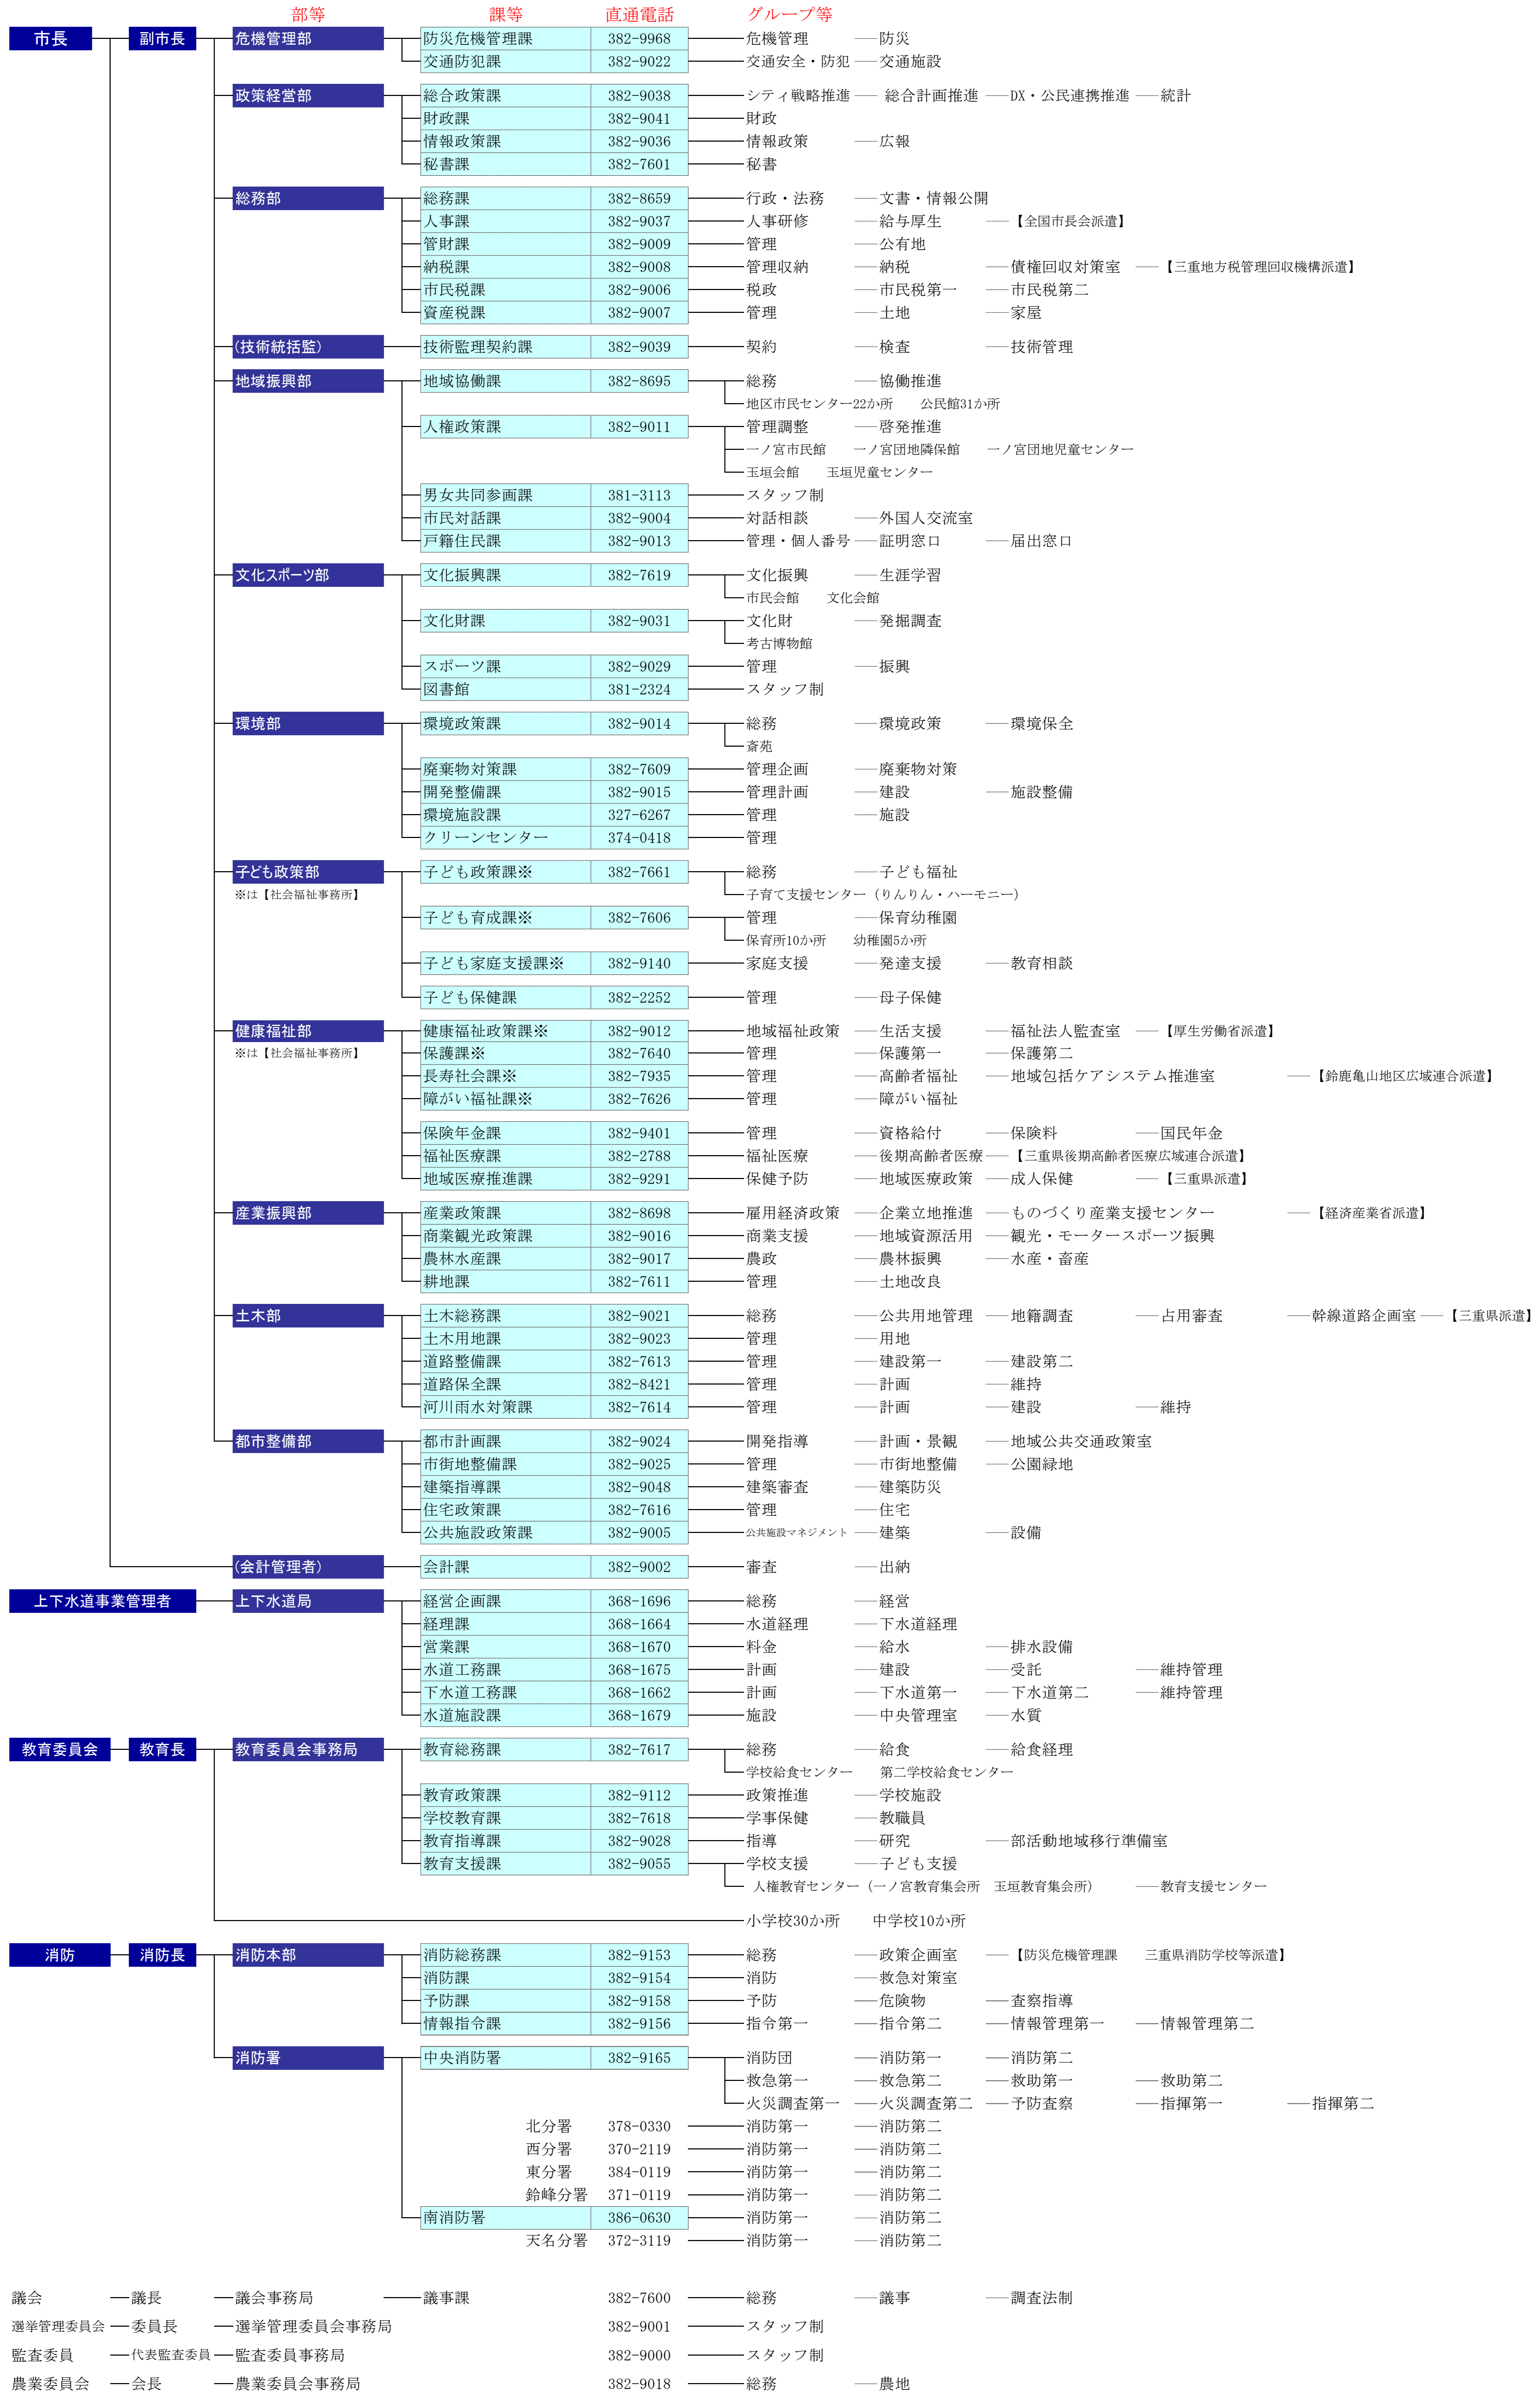 部等 課等 直通電話 グループ等
市長 副市長 危機管理部 防災危機管理課 382-9968 危機管理 防災
交通防犯課 382-9022 交通安全・防犯 交通施設
政策経営部 総合政策課 382-9038 シティ戦略推進 総合計画推進 DX・公民連携推進 統計
財政課 382-9041 財政
情報政策課 382-9036 情報政策 広報
秘書課 382-7601 秘書
総務部 総務課 382-8659 行政・法務 文書・情報公開
人事課 382-9037 人事研修 給与厚生 【全国市長会派遣】
管財課 382-9009 管理 公有地
納税課 382-9008 管理収納 納税 債権回収対策室 【三重地方税管理回収機構派遣】
市民税課 382-9006 税政 市民税第一 市民税第二
資産税課 382-9007 管理 土地 家屋
(技術統括監) 技術監理契約課 382-9039 契約 検査 技術管理
地域振興部 地域協働課 382-8695 総務 協働推進
地区市民センター22か所 公民館31か所
人権政策課 382-9011 管理調整 啓発推進
一ノ宮市民館 一ノ宮団地隣保館 一ノ宮団地児童センター
玉垣会館 玉垣児童センター
男女共同参画課 381-3113 スタッフ制
市民対話課 382-9004 対話相談 外国人交流室
戸籍住民課 382-9013 管理・個人番号 証明窓口 届出窓口
文化スポーツ部 文化振興課 382-7619 文化振興 生涯学習
市民会館 文化会館
文化財課 382-9031 文化財 発掘調査
考古博物館
スポーツ課 382-9029 管理 振興
図書館 381-2324 スタッフ制
環境部 環境政策課 382-9014 総務 環境政策 環境保全
斎苑
廃棄物対策課 382-7609 管理企画 廃棄物対策
開発整備課 382-9015 管理計画 建設 施設整備
環境施設課 327-6267 管理 施設
クリーンセンター 374-0418 管理
子ども政策部 子ども政策課※ 382-7661 総務 子ども福祉
※は【社会福祉事務所】 子育て支援センター（りんりん・ハーモニー）
子ども育成課※ 382-7606 管理 保育幼稚園
保育所10か所 幼稚園5か所
子ども家庭支援課※ 382-9140 家庭支援 発達支援 教育相談
子ども保健課 382-2252 管理 母子保健
健康福祉部 健康福祉政策課※ 382-9012 地域福祉政策 生活支援 福祉法人監査室 【厚生労働省派遣】
※は【社会福祉事務所】 保護課※ 382-7640 管理 保護第一 保護第二
長寿社会課※ 382-7935 管理 高齢者福祉 地域包括ケアシステム推進室 【鈴鹿亀山地区広域連合派遣】
障がい福祉課※ 382-7626 管理 障がい福祉
保険年金課 382-9401 管理 資格給付 保険料 国民年金
福祉医療課 382-2788 福祉医療 後期高齢者医療 【三重県後期高齢者医療広域連合派遣】
地域医療推進課 382-9291 保健予防 地域医療政策 成人保健 【三重県派遣】
産業振興部 産業政策課 382-8698 雇用経済政策 企業立地推進 ものづくり産業支援センター 【経済産業省派遣】
商業観光政策課 382-9016 商業支援 地域資源活用 観光・モータースポーツ振興
農林水産課 382-9017 農政 農林振興 水産・畜産
耕地課 382-7611 管理 土地改良
土木部 土木総務課 382-9021 総務 公共用地管理 地籍調査 占用審査 幹線道路企画室 【三重県派遣】
土木用地課 382-9023 管理 用地
道路整備課 382-7613 管理 建設第一 建設第二
道路保全課 382-8421 管理 計画 維持
河川雨水対策課 382-7614 管理 計画 建設 維持
都市整備部 都市計画課 382-9024 開発指導 計画・景観 地域公共交通政策室
市街地整備課 382-9025 管理 市街地整備 公園緑地
建築指導課 382-9048 建築審査 建築防災
住宅政策課 382-7616 管理 住宅
公共施設政策課 382-9005 公共施設マネジメント 建築 設備
(会計管理者) 会計課 382-9002 審査 出納
上下水道事業管理者 上下水道局 経営企画課 368-1696 総務 経営
経理課 368-1664 水道経理 下水道経理
営業課 368-1670 料金 給水 排水設備
水道工務課 368-1675 計画 建設 受託 維持管理
下水道工務課 368-1662 計画 下水道第一 下水道第二 維持管理
水道施設課 368-1679 施設 中央管理室 水質
教育委員会 教育長 教育委員会事務局 教育総務課 382-7617 総務 給食 給食経理
学校給食センター 第二学校給食センター
教育政策課 382-9112 政策推進 学校施設
学校教育課 382-7618 学事保健 教職員
教育指導課 382-9028 指導 研究 部活動地域移行準備室
教育支援課 382-9055 学校支援 子ども支援
人権教育センター（一ノ宮教育集会所 玉垣教育集会所） 教育支援センター
小学校30か所 中学校10か所
消防 消防長 消防本部 消防総務課 382-9153 総務 政策企画室 【防災危機管理課 三重県消防学校等派遣】
消防課 382-9154 消防 救急対策室
予防課 382-9158 予防 危険物 査察指導
情報指令課 382-9156 指令第一 指令第二 情報管理第一 情報管理第二
消防署 中央消防署 382-9165 消防団 消防第一 消防第二
救急第一 救急第二 救助第一 救助第二
火災調査第一 火災調査第二 予防査察 指揮第一 指揮第二
北分署 378-0330 消防第一 消防第二
西分署 370-2119 消防第一 消防第二
東分署 384-0119 消防第一 消防第二
鈴峰分署 371-0119 消防第一 消防第二
南消防署 386-0630 消防第一 消防第二
天名分署 372-3119 消防第一 消防第二
議会 議長 議会事務局 議事課 382-7600 総務 議事 調査法制
選挙管理委員会 委員長 選挙管理委員会事務局 382-9001 スタッフ制
監査委員 代表監査委員 監査委員事務局 382-9000 スタッフ制
農業委員会 会長 農業委員会事務局 382-9018 総務 農地